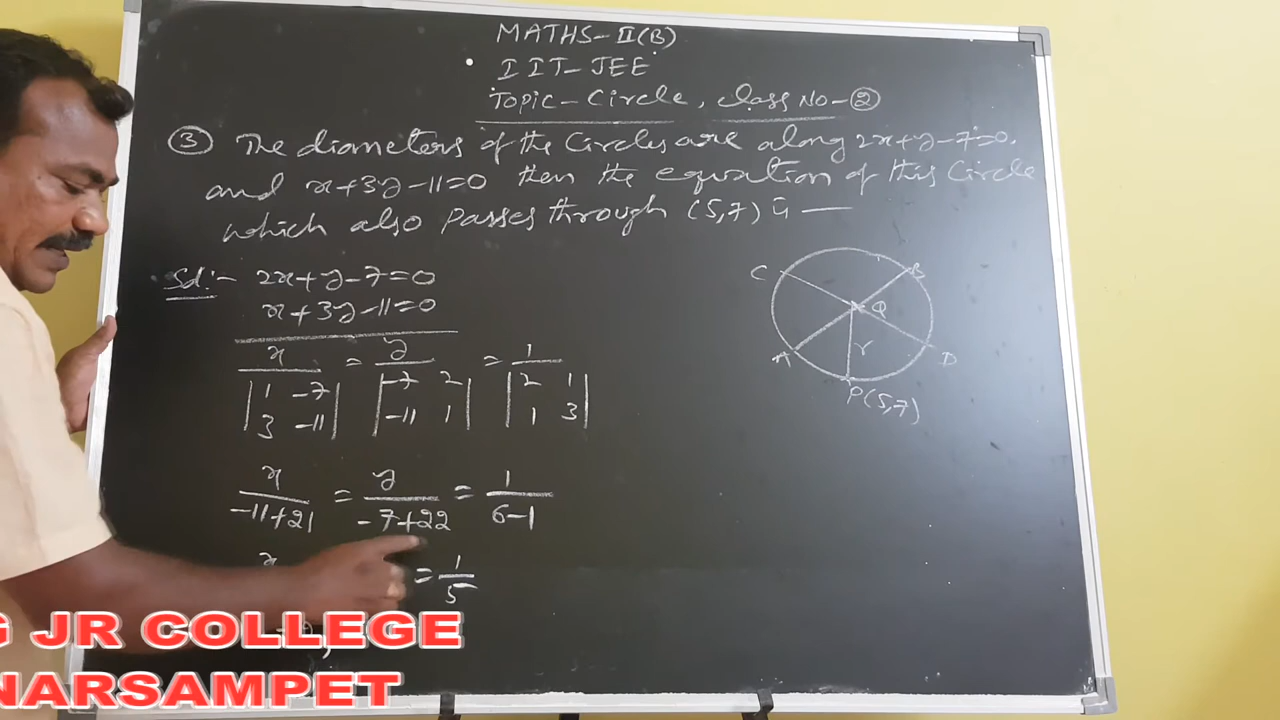 MATHS-II(B)
IIT-JEE
TOPIC-Circle, class NO-②
③ The diameters of the Circles are along 2x+y-7=0.
and x+3y-11=0 then the equation of this Circle
which also passes through (5,7) is —
Sol:- 2x+y-7=0
x+3y-11=0
x = y = 1
|1 -7| |-7 2| |2 1|
|3 -11| |-11 1| |1 3|
C B Q A D r
P(5,7)
x = y = 1
-11+21 -7+22 6-1
x = 1
5
G JR COLLEGE
NARSAMPET